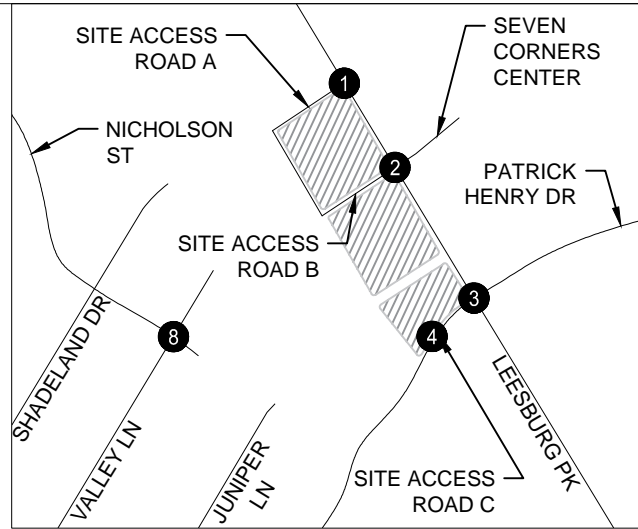 SITE ACCESS
ROAD A
SEVEN
CORNERS
CENTER
1
NICHOLSON
ST
2
PATRICK
HENRY DR
SITE ACCESS
ROAD B
3
8
4
SHADELAND DR
VALLEY LN
JUNIPER
LN
LEESBURG PK
SITE ACCESS
ROAD C